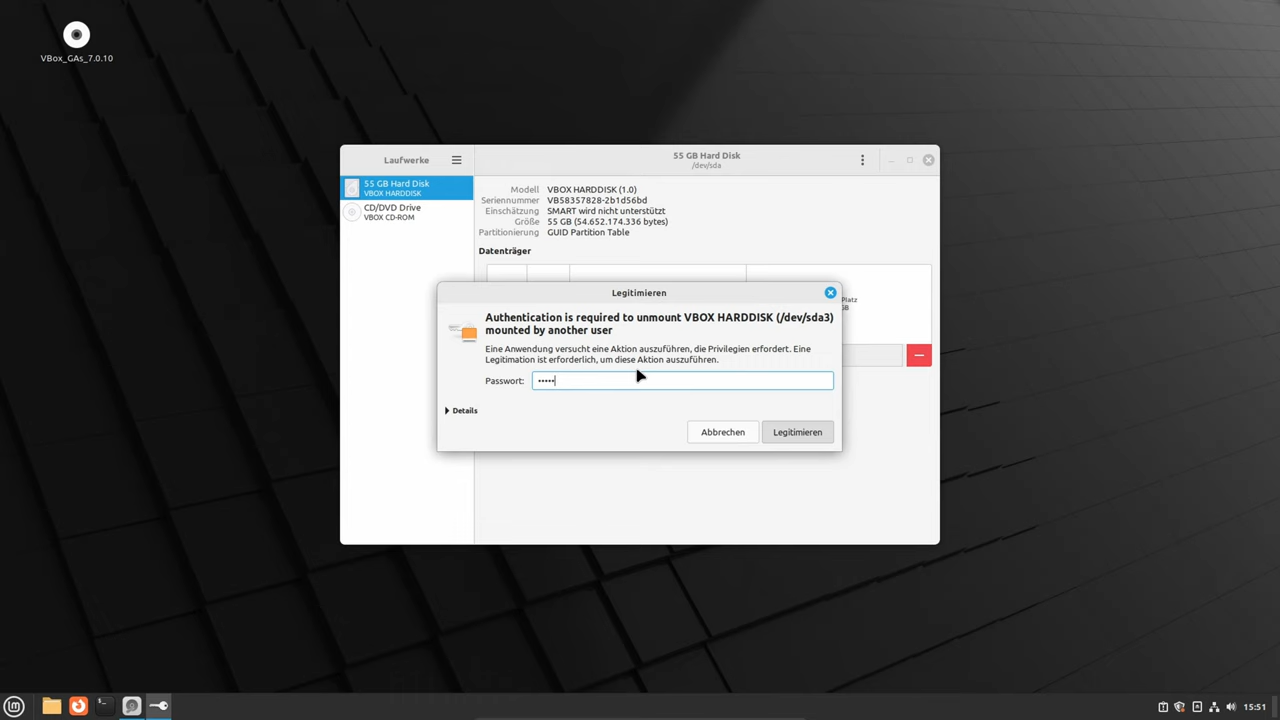 VBox_GAs_7.0.10
Laufwerke
55 GB Hard Disk
/dev/sda
55 GB Hard Disk
VBOX HARDDISK
CD/DVD Drive
VBOX CD-ROM
Modell VBOX HARDDISK (1.0)
Seriennummer VB58357828-2b1d56bd
Einschätzung SMART wird nicht unterstützt
Größe 55 GB (54.652.174.336 bytes)
Partitionierung GUID Partition Table
Datenträger
Platz
Legitimieren
Authentication is required to unmount VBOX HARDDISK (/dev/sda3)
mounted by another user
Eine Anwendung versucht eine Aktion auszuführen, die Privilegien erfordert. Eine
Legitimation ist erforderlich, um diese Aktion auszuführen.
Passwort: •••••
Details
Abbrechen
Legitimieren
15:51